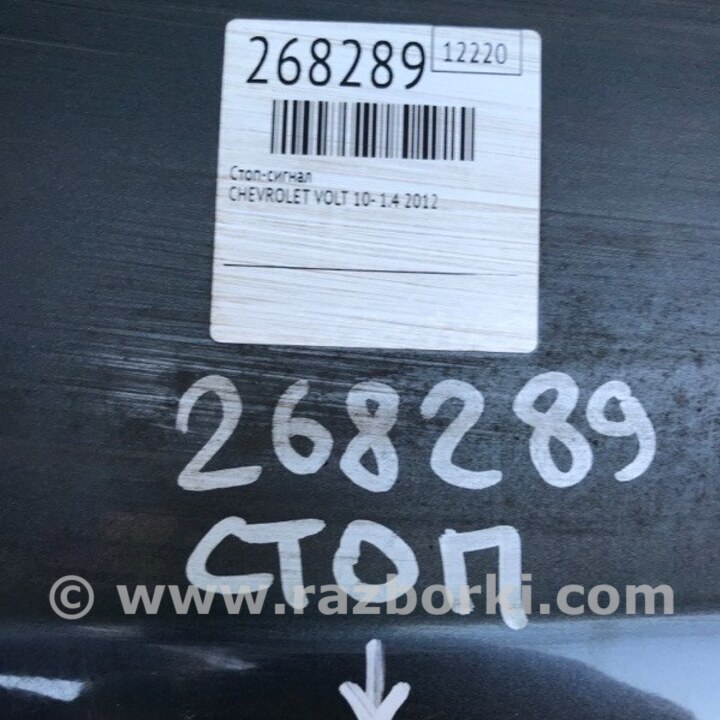 268289
12220
Стоп-сигнал
CHEVROLET VOLT 10- 1.4 2012
268289
СТОП
© www.razborki.com